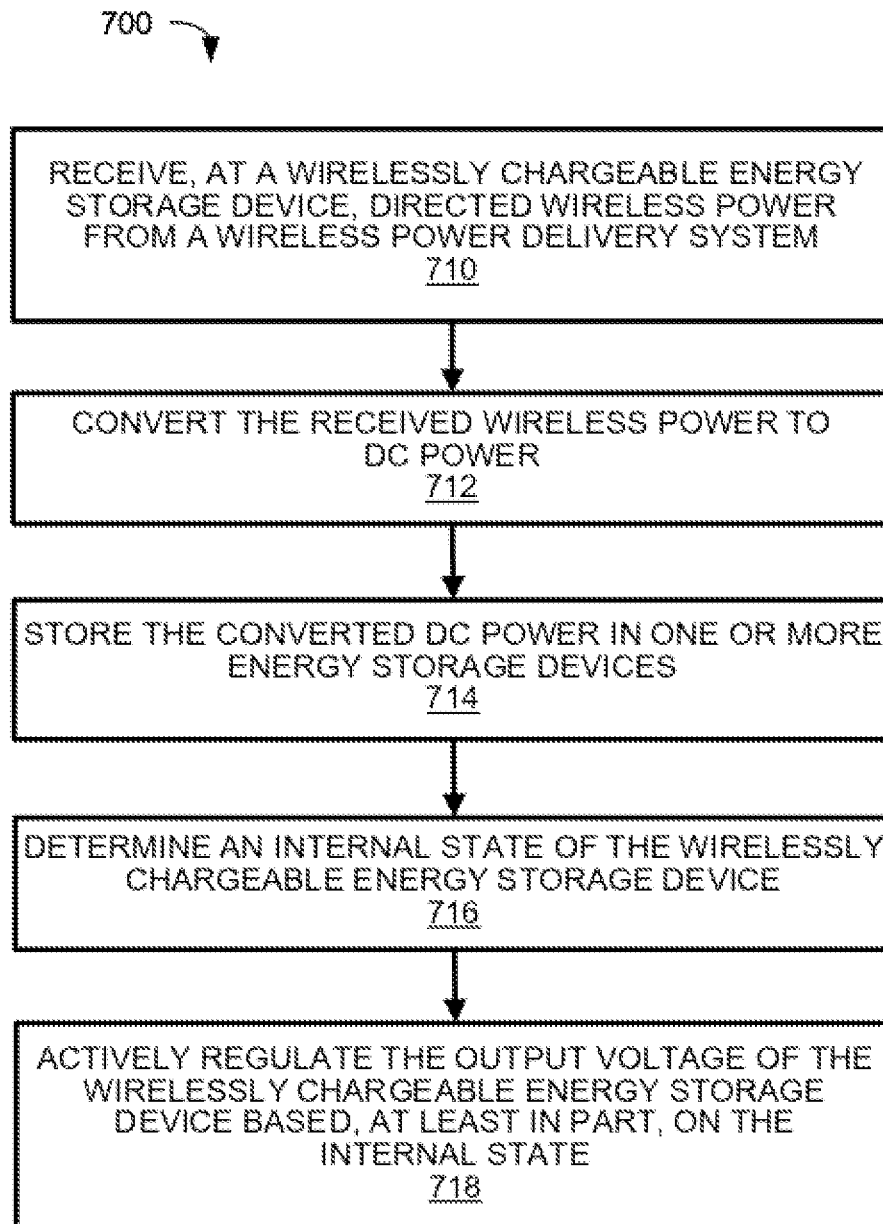 700
RECEIVE, AT A WIRELESSLY CHARGEABLE ENERGY
STORAGE DEVICE, DIRECTED WIRELESS POWER
FROM A WIRELESS POWER DELIVERY SYSTEM
710
CONVERT THE RECEIVED WIRELESS POWER TO
DC POWER
712
STORE THE CONVERTED DC POWER IN ONE OR MORE
ENERGY STORAGE DEVICES
714
DETERMINE AN INTERNAL STATE OF THE WIRELESSLY
CHARGEABLE ENERGY STORAGE DEVICE
716
ACTIVELY REGULATE THE OUTPUT VOLTAGE OF THE
WIRELESSLY CHARGEABLE ENERGY STORAGE
DEVICE BASED, AT LEAST IN PART, ON THE
INTERNAL STATE
718